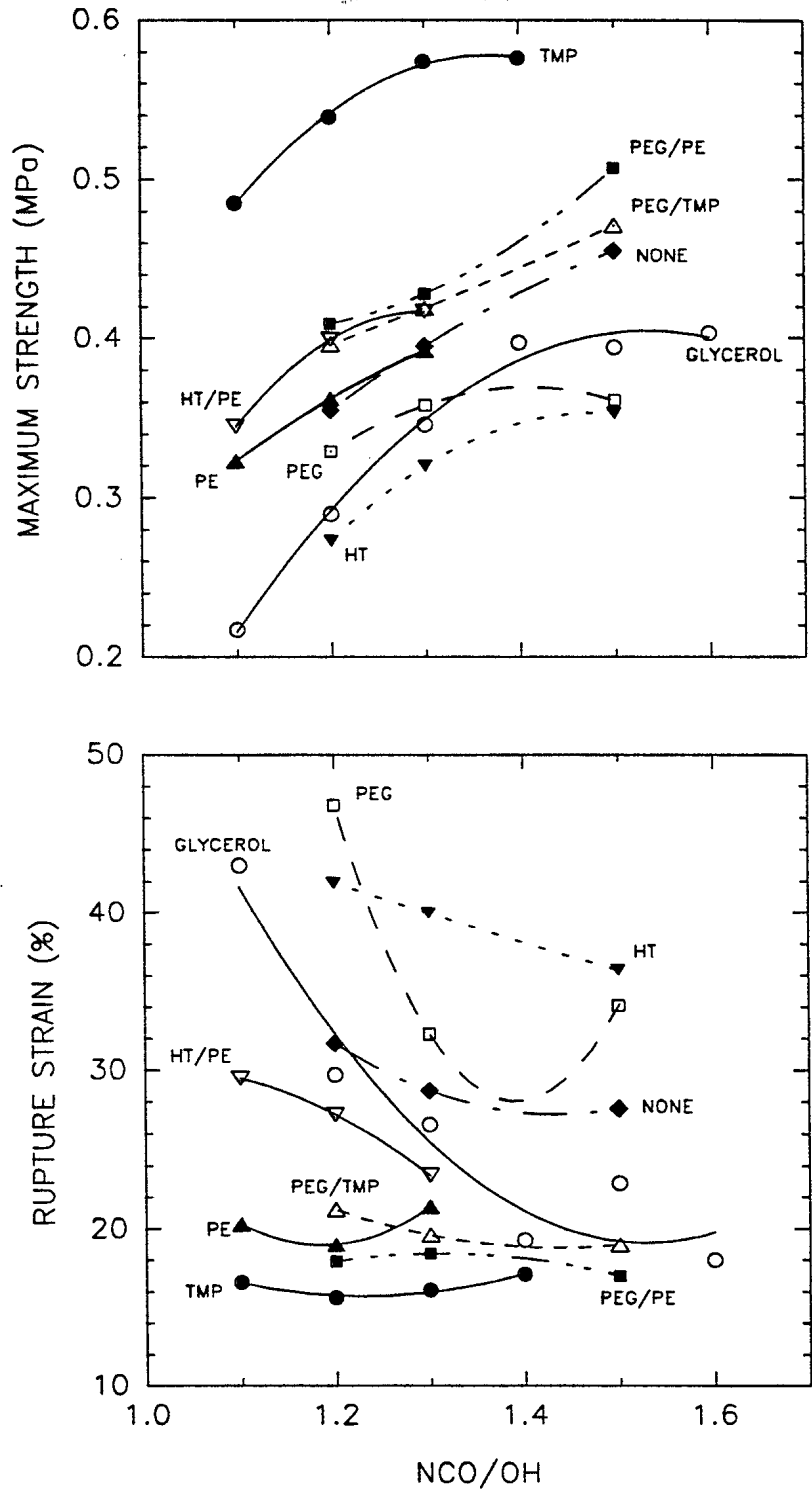 0.6
TMP
PEG/PE
0.5
PEG/TMP
NONE
MAXIMUM STRENGTH (MPa)
0.4
GLYCEROL
HT/PE
PE
PEG
0.3
HT
0.2
50
PEG
GLYCEROL
40
HT
RUPTURE STRAIN (%)
HT/PE
30
NONE
PEG/TMP
PE
20
TMP
PEG/PE
10
1.0 1.2 1.4 1.6
NCO/OH